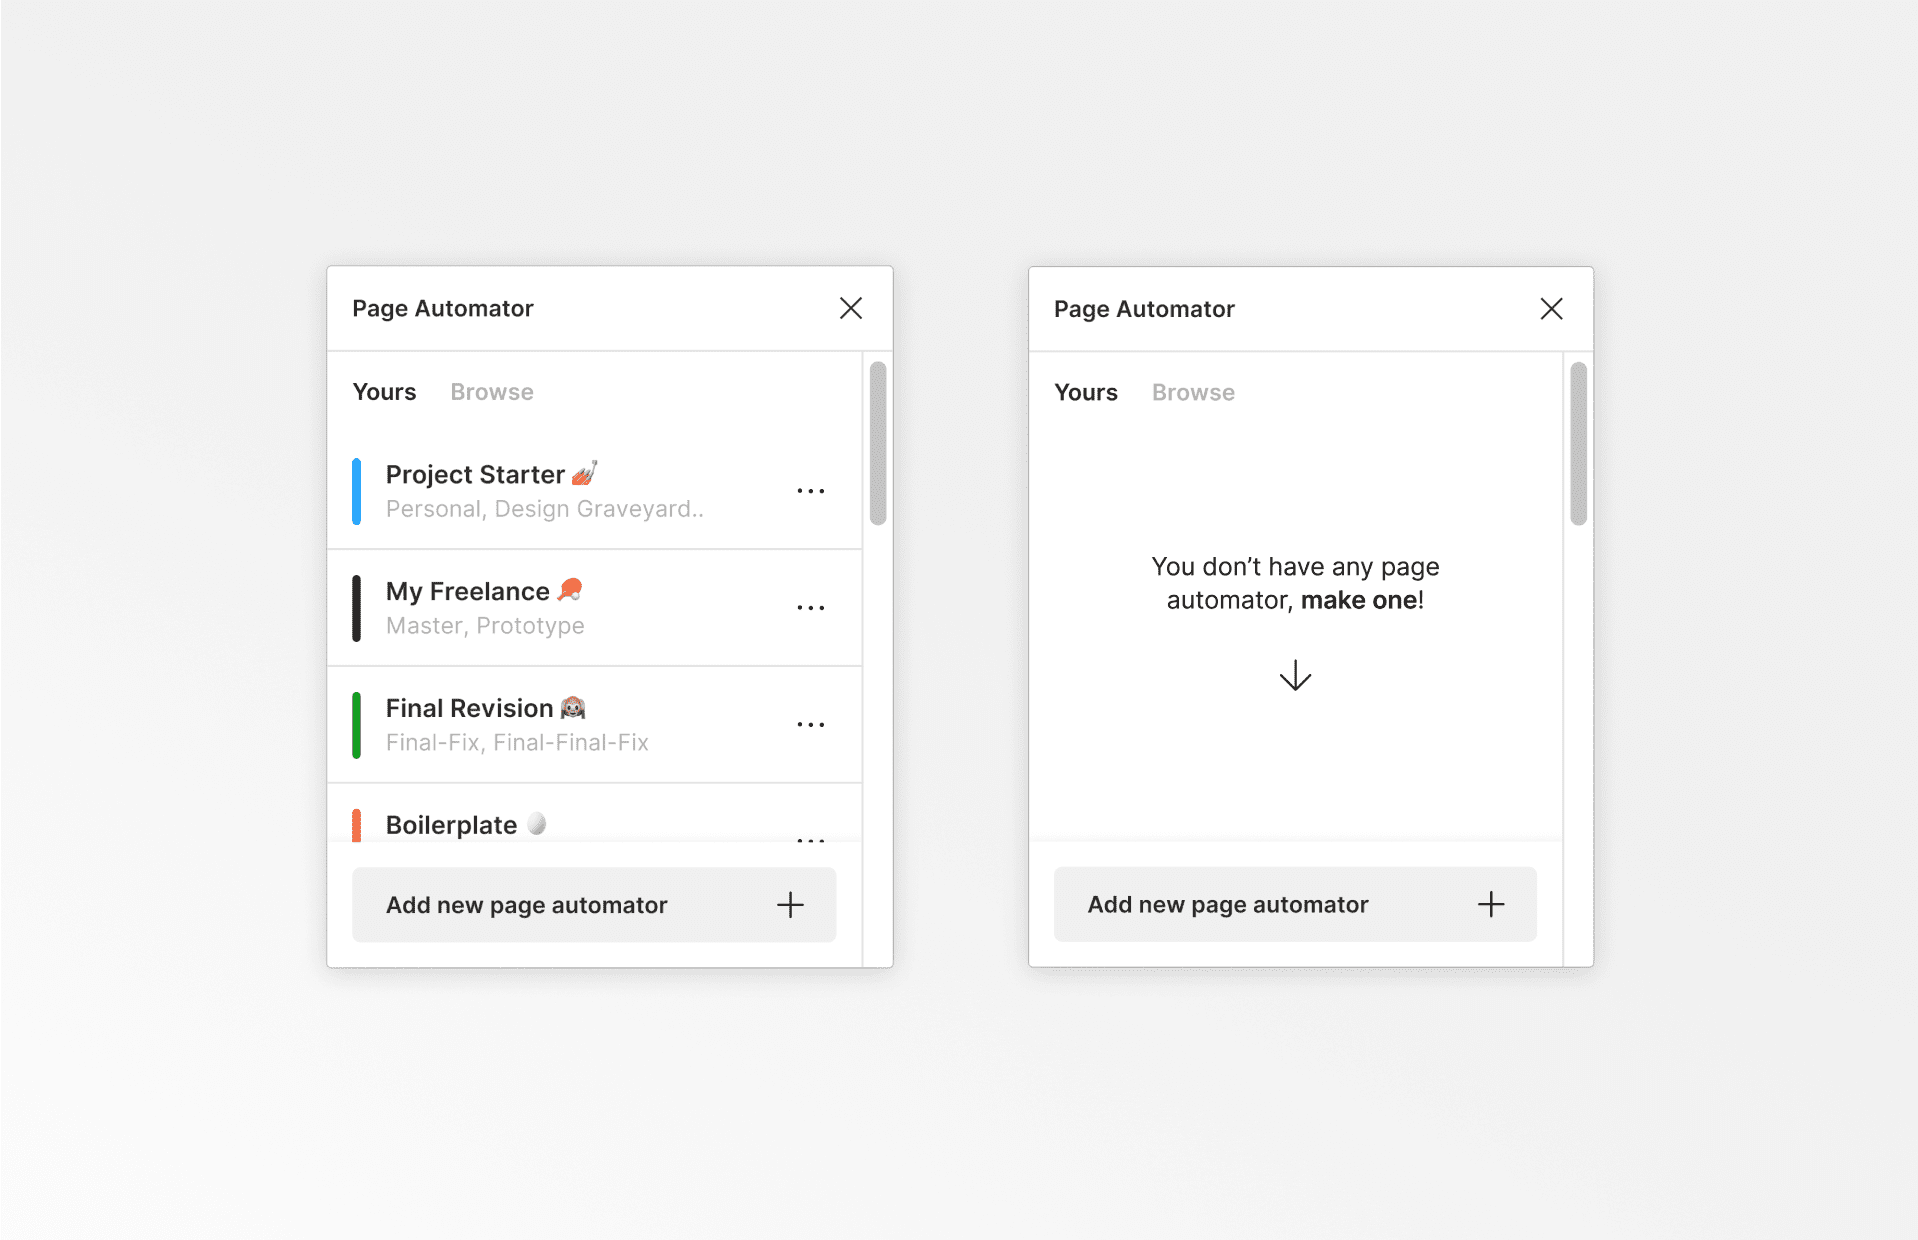 Page Automator
Yours Browse
Project Starter 💅
Personal, Design Graveyard..
My Freelance 🏓
Master, Prototype
Final Revision 🙉
Final-Fix, Final-Final-Fix
Boilerplate 🥚
Add new page automator
Page Automator
Yours Browse
You don’t have any page
automator, make one!
Add new page automator